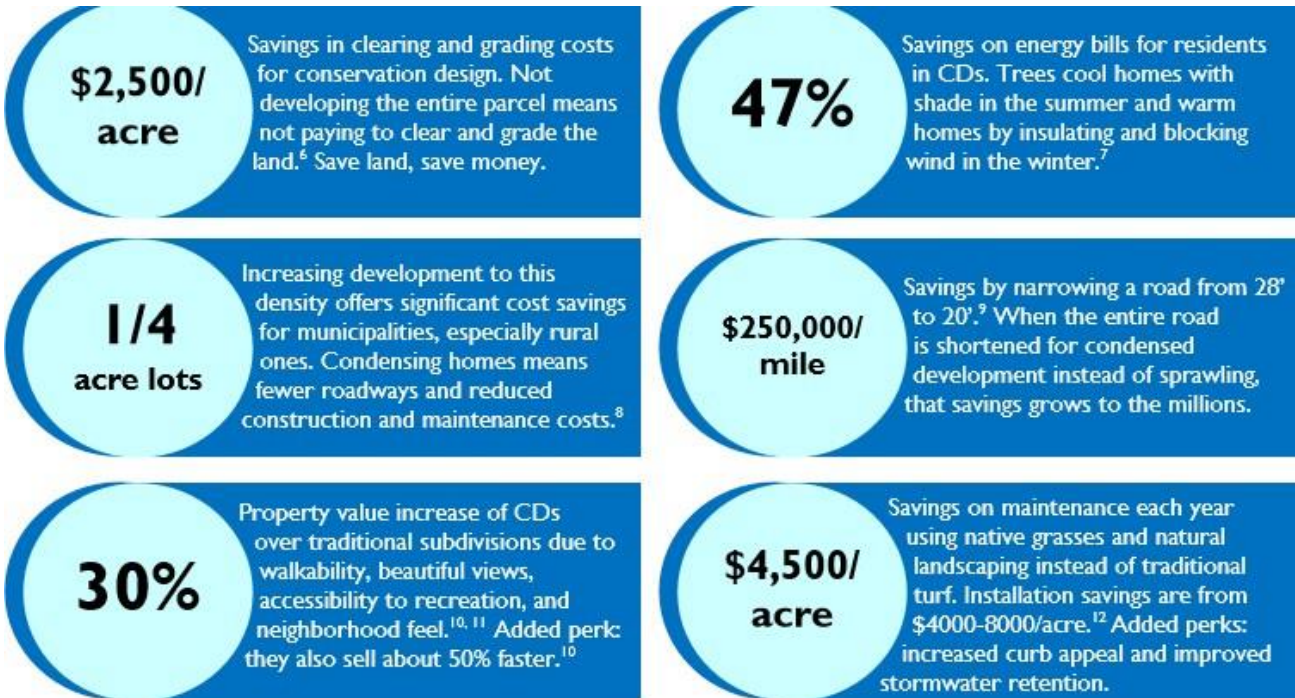 $2,500/
acre
Savings in clearing and grading costs
for conservation design. Not
developing the entire parcel means
not paying to clear and grade the
land.⁶ Save land, save money.
47%
Savings on energy bills for residents
in CDs. Trees cool homes with
shade in the summer and warm
homes by insulating and blocking
wind in the winter.⁷
1/4
acre lots
Increasing development to this
density offers significant cost savings
for municipalities, especially rural
ones. Condensing homes means
fewer roadways and reduced
construction and maintenance costs.⁸
$250,000/
mile
Savings by narrowing a road from 28'
to 20'.⁹ When the entire road
is shortened for condensed
development instead of sprawling,
that savings grows to the millions.
30%
Property value increase of CDs
over traditional subdivisions due to
walkability, beautiful views,
accessibility to recreation, and
neighborhood feel.¹⁰, ¹¹ Added perk:
they also sell about 50% faster.¹⁰
$4,500/
acre
Savings on maintenance each year
using native grasses and natural
landscaping instead of traditional
turf. Installation savings are from
$4000-8000/acre.¹² Added perks:
increased curb appeal and improved
stormwater retention.